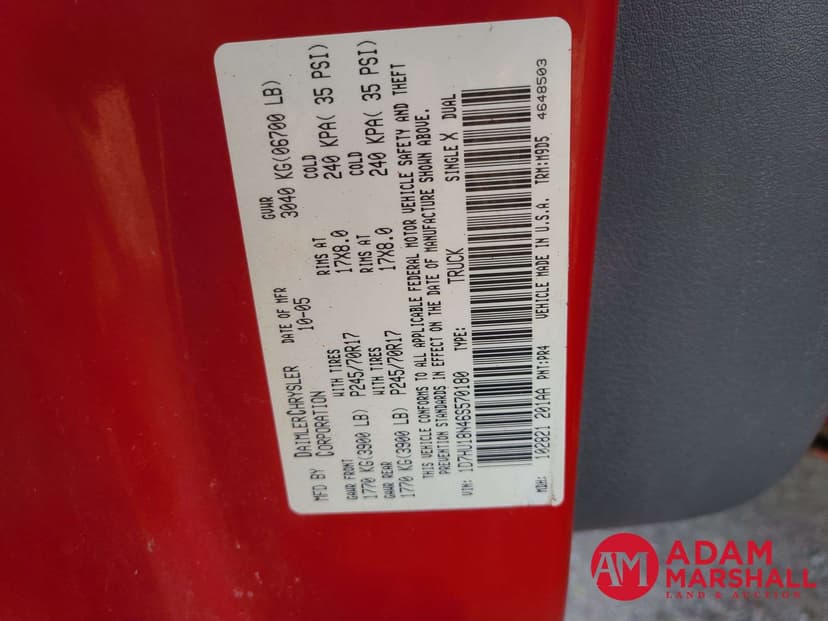 MFD BY DAIMLERCHRYSLER CORPORATION
DATE OF MFR 10-05
GVWR 3040 KG(06700 LB)
GAWR FRONT WITH TIRES RIMS AT COLD
1770 KG(3900 LB) P245/70R17 17X8.0 240 KPA( 35 PSI)
GAWR REAR WITH TIRES RIMS AT COLD
1770 KG(3900 LB) P245/70R17 17X8.0 240 KPA( 35 PSI)
THIS VEHICLE CONFORMS TO ALL APPLICABLE FEDERAL MOTOR VEHICLE SAFETY AND THEFT
PREVENTION STANDARDS IN EFFECT ON THE DATE OF MANUFACTURE SHOWN ABOVE.
VIN: 1D7HU18N46S570180 TYPE: TRUCK SINGLE X DUAL
MDH: 102821 201AA PNT:PR4 VEHICLE MADE IN U.S.A. TRM:M9D5 4648503
AM ADAM
MARSHALL
LAND & AUCTION